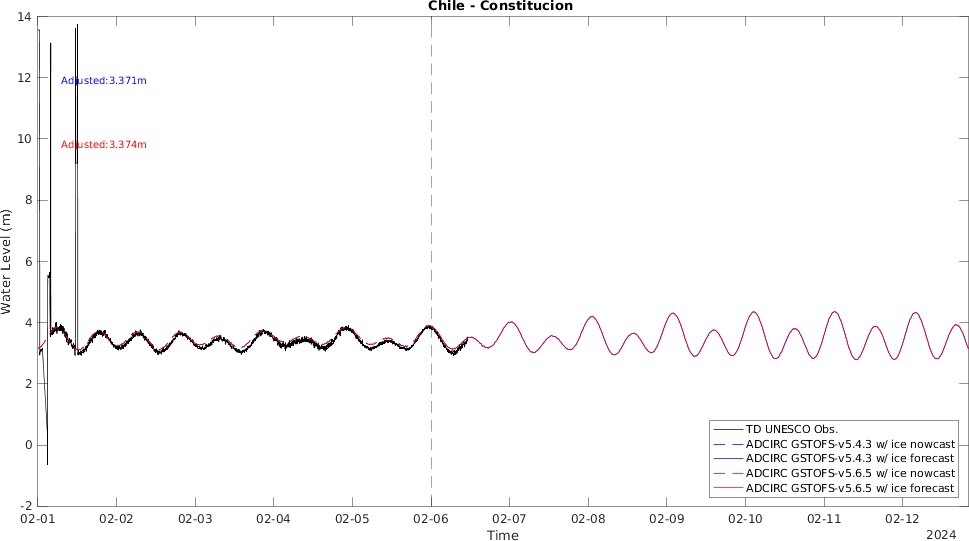 Chile - Constitucion
14
12
10
8
6
4
2
0
-2
Water Level (m)
Adjusted:3.371m
Adjusted:3.374m
TD UNESCO Obs.
ADCIRC GSTOFS-v5.4.3 w/ ice nowcast
ADCIRC GSTOFS-v5.4.3 w/ ice forecast
ADCIRC GSTOFS-v5.6.5 w/ ice nowcast
ADCIRC GSTOFS-v5.6.5 w/ ice forecast
02-01 02-02 02-03 02-04 02-05 02-06 02-07 02-08 02-09 02-10 02-11 02-12
Time
2024